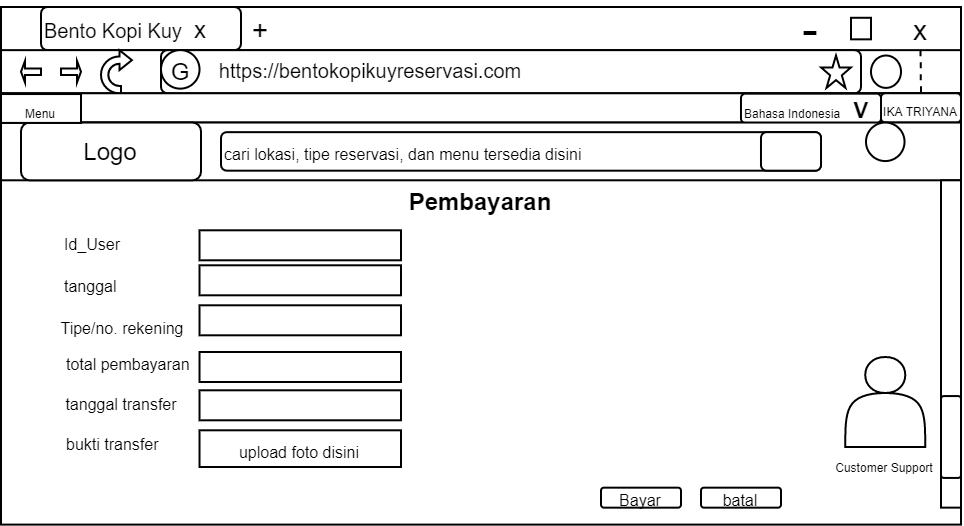 Bento Kopi Kuy x +
- x
G https://bentokopikuyreservasi.com
Menu
Bahasa Indonesia V
IKA TRIYANA
Logo
cari lokasi, tipe reservasi, dan menu tersedia disini
Pembayaran
Id_User
tanggal
Tipe/no. rekening
total pembayaran
tanggal transfer
bukti transfer
upload foto disini
Customer Support
Bayar
batal